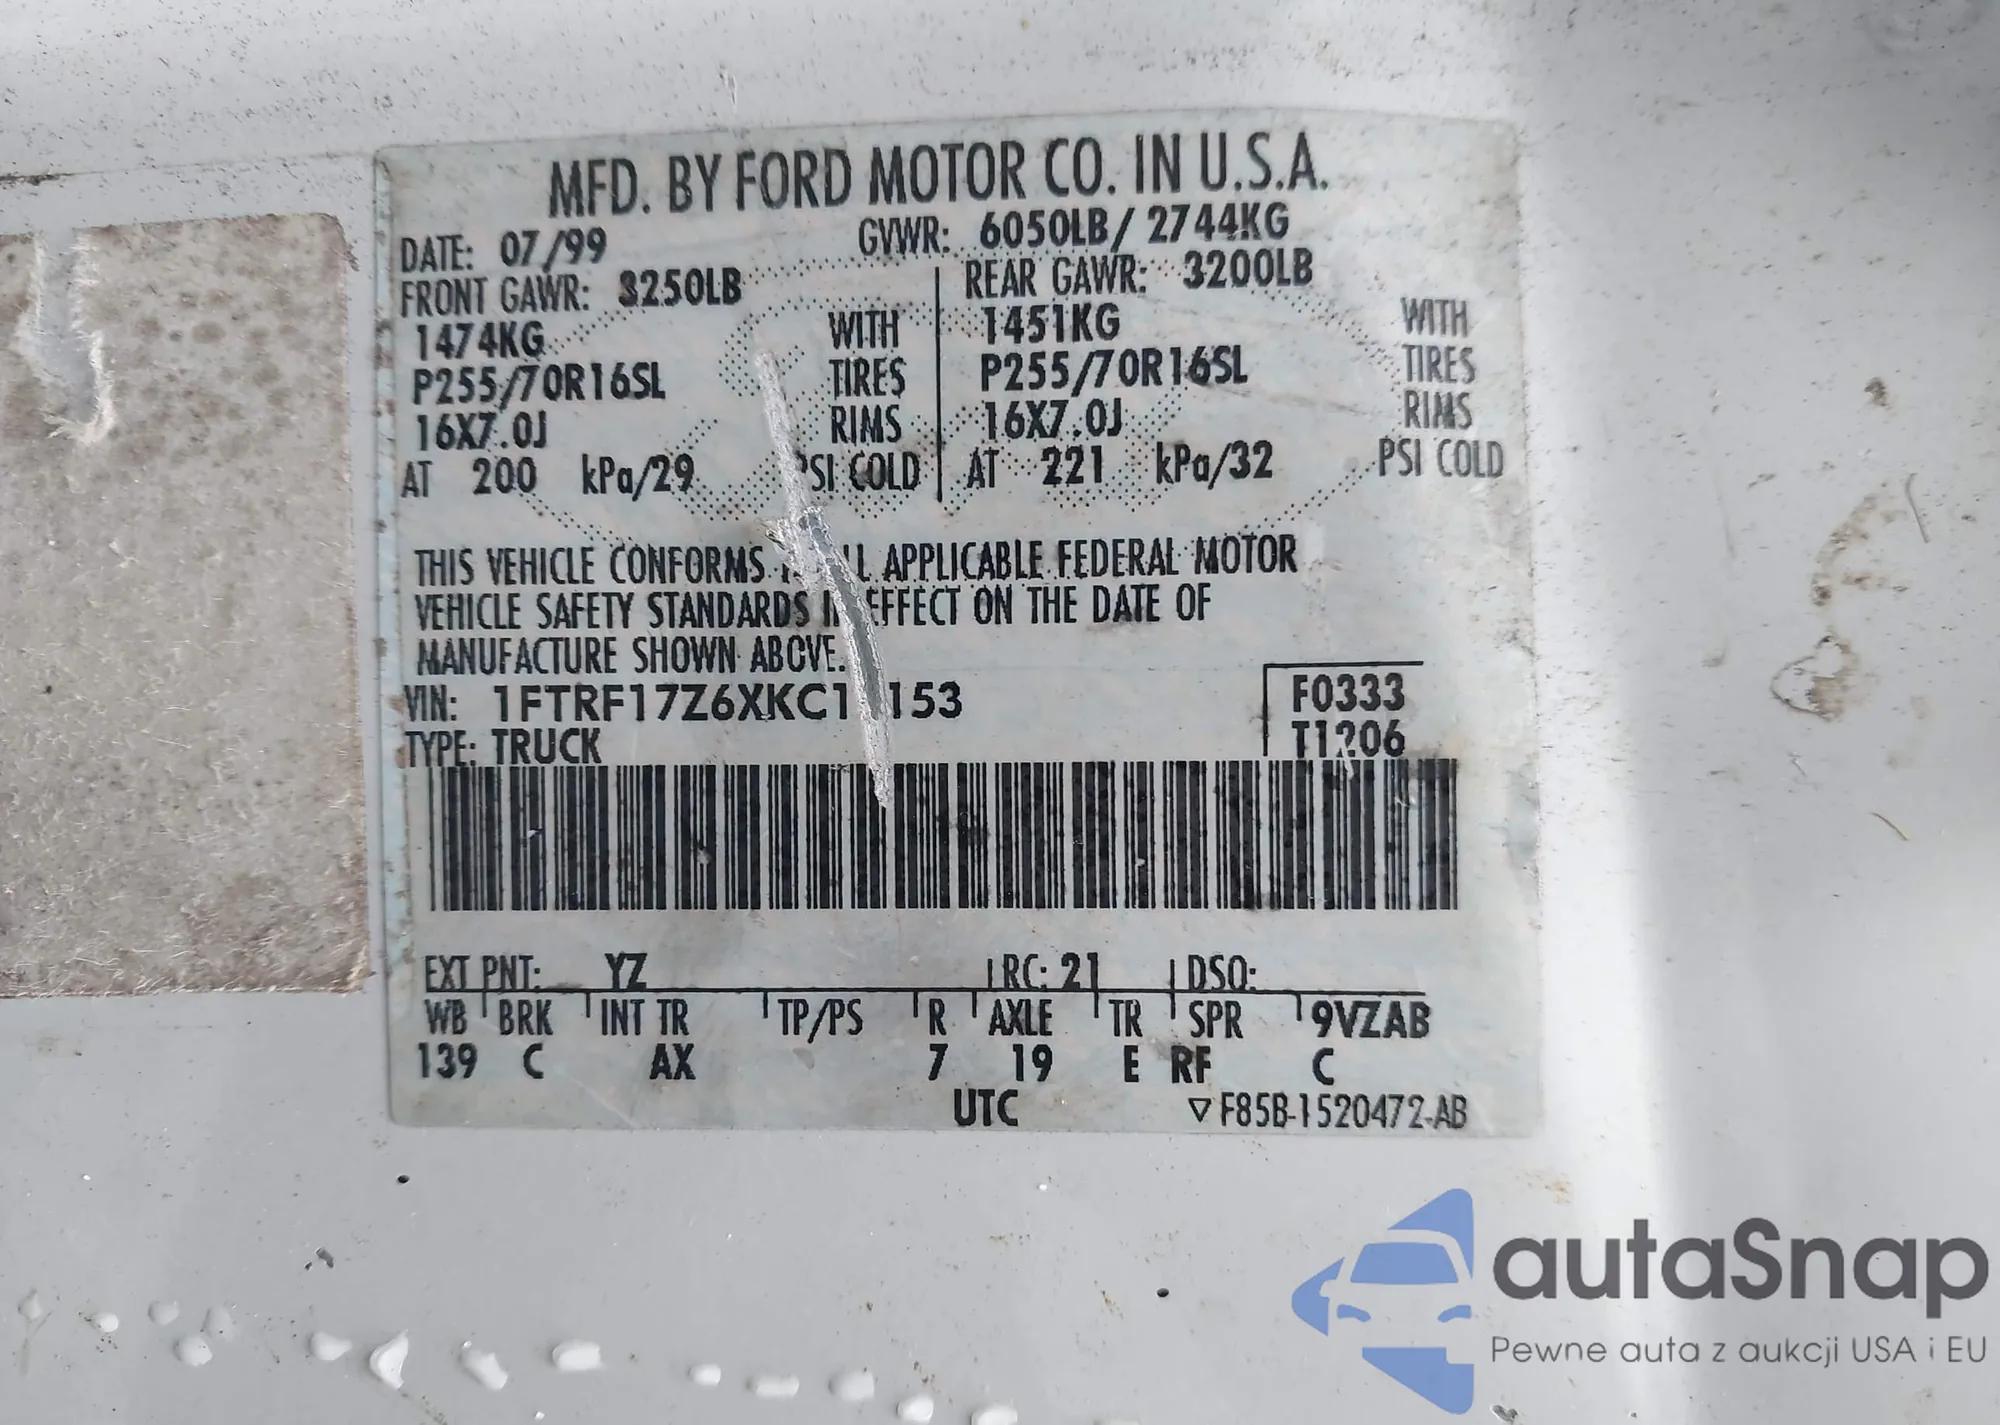 MFD. BY FORD MOTOR CO. IN U.S.A.
DATE: 07/99 GVWR: 6050LB/ 2744KG
FRONT GAWR: 3250LB REAR GAWR: 3200LB
1474KG WITH 1451KG WITH
P255/70R16SL TIRES P255/70R16SL TIRES
16X7.0J RIMS 16X7.0J RIMS
AT 200 kPa/29 PSI COLD AT 221 kPa/32 PSI COLD
THIS VEHICLE CONFORMS APPLICABLE FEDERAL MOTOR
VEHICLE SAFETY STANDARDS EFFECT ON THE DATE OF
MANUFACTURE SHOWN ABOVE.
VIN: F0333
TYPE: TRUCK T1206
EXT PNT: YZ RC: 21 DSO:
WB BRK INT TR TP/PS R AXLE TR SPR 9VZAB
139 C AX 7 19 E RF C
UTC ▽F85B-1520472-AB
autaSnap
Pewne auta z aukcji USA i EU